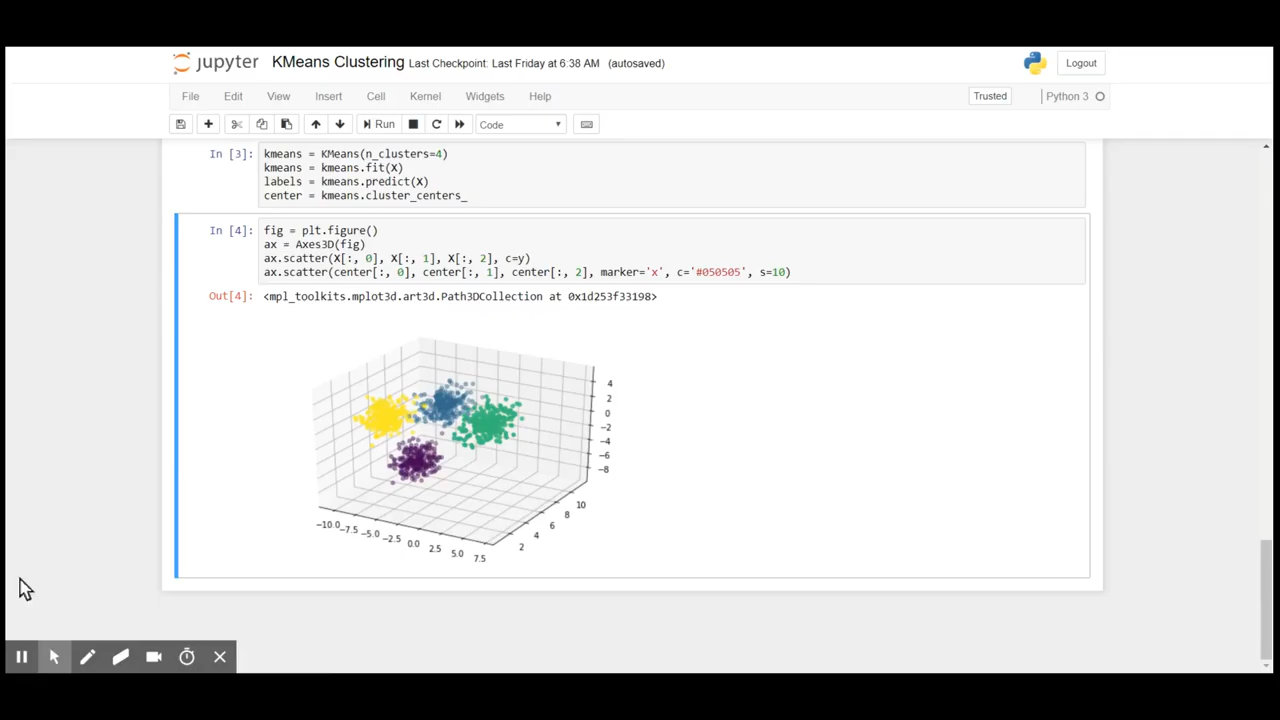 jupyter KMeans Clustering Last Checkpoint: Last Friday at 6:38 AM (autosaved) Logout
File Edit View Insert Cell Kernel Widgets Help Trusted Python 3
Run Code
In [3]: kmeans = KMeans(n_clusters=4)
kmeans = kmeans.fit(X)
labels = kmeans.predict(X)
center = kmeans.cluster_centers_
In [4]: fig = plt.figure()
ax = Axes3D(fig)
ax.scatter(X[:, 0], X[:, 1], X[:, 2], c=y)
ax.scatter(center[:, 0], center[:, 1], center[:, 2], marker='x', c='#050505', s=10)
Out[4]: <mpl_toolkits.mplot3d.art3d.Path3DCollection at 0x1d253f33198>
4
2
0
−2
−4
−6
−8
10
8
6
4
2
−10.0 −7.5 −5.0 −2.5 0.0 2.5 5.0 7.5